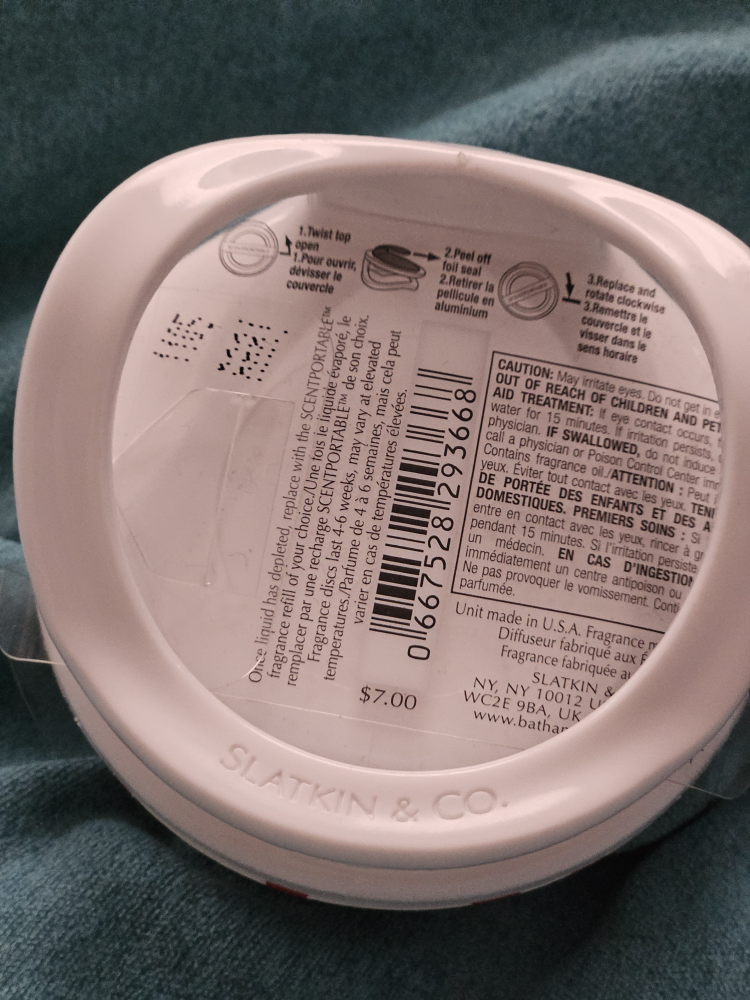 1.Twist top
open
1.Pour ouvrir,
dévisser le
couvercle
2.Peel off
foil seal
2.Retirer la
pellicule en
aluminium
3.Replace and
rotate clockwise
3.Remettre le
couvercle et le
visser dans le
sens horaire
Once liquid has depleted, replace with the SCENTPORTABLE™
fragrance refill of your choice./Une fois le liquide évaporé, le
remplacer par une recharge SCENTPORTABLE™ de son choix.
Fragrance discs last 4-6 weeks, may vary at elevated
temperatures./Parfume de 4 à 6 semaines, mais cela peut
varier en cas de températures élevées.
0 667528 293668
$7.00
CAUTION: May irritate eyes. Do not get in
OUT OF REACH OF CHILDREN AND PET
AID TREATMENT: If eye contact occurs,
water for 15 minutes. If irritation persists,
physician. IF SWALLOWED, do not induce
call a physician or Poison Control Center
Contains fragrance oil./ATTENTION : Peut
yeux. Éviter tout contact avec les yeux.
DE PORTÉE DES ENFANTS ET DES
DOMESTIQUES. PREMIERS SOINS : Si
entre en contact avec les yeux, rincer à
pendant 15 minutes. Si l'irritation persiste
un médecin. EN CAS D'INGESTION
immédiatement un centre antipoison ou
Ne pas provoquer le vomissement.
parfumée.
Unit made in U.S.A. Fragrance
Diffuseur fabriqué aux
Fragrance fabriquée
SLATKIN &
NY, NY 10012
WC2E 9BA, UK
www.bathan
SLATKIN & CO.